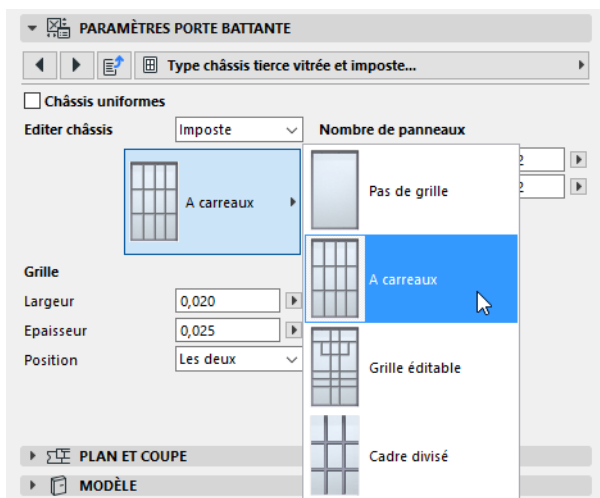 PARAMÈTRES PORTE BATTANTE
Type châssis tierce vitrée et imposte...
Châssis uniformes
Editer châssis Imposte Nombre de panneaux
A carreaux
Pas de grille
2
2
A carreaux
Grille éditable
Cadre divisé
Grille
Largeur 0,020
Epaisseur 0,025
Position Les deux
PLAN ET COUPE
MODÈLE